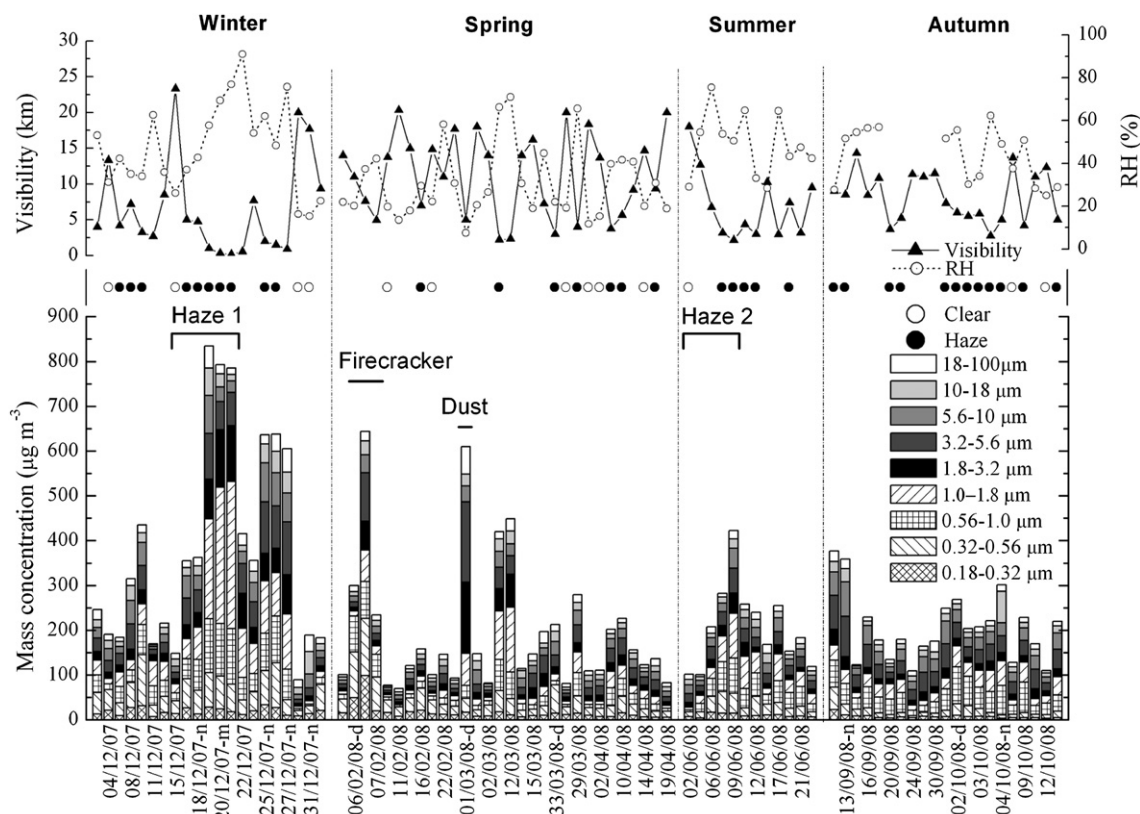 Winter Spring Summer Autumn
30
25
20
15
10
5
0
Visibility (km)
100
80
60
40
20
0
RH (%)
Visibility
RH
Clear
Haze
18-100µm
10-18 µm
5.6-10 µm
3.2-5.6 µm
1.8-3.2 µm
1.0–1.8 µm
0.56-1.0 µm
0.32-0.56 µm
0.18-0.32 µm
Haze 1
Firecracker
Dust
Haze 2
900
800
700
600
500
400
300
200
100
0
Mass concentration (µg m⁻³)
04/12/07
08/12/07
11/12/07
15/12/07
18/12/07-n
20/12/07-m
22/12/07
25/12/07-n
27/12/07-n
31/12/07-n
06/02/08-d
07/02/08
11/02/08
16/02/08
22/02/08
01/03/08-d
02/03/08
12/03/08
15/03/08
33/03/08-d
29/03/08
02/04/08
10/04/08
14/04/08
19/04/08
02/06/08
06/06/08
09/06/08
12/06/08
17/06/08
21/06/08
13/09/08-n
16/09/08
20/09/08
24/09/08
30/09/08
02/10/08-d
03/10/08
04/10/08-n
09/10/08
12/10/08